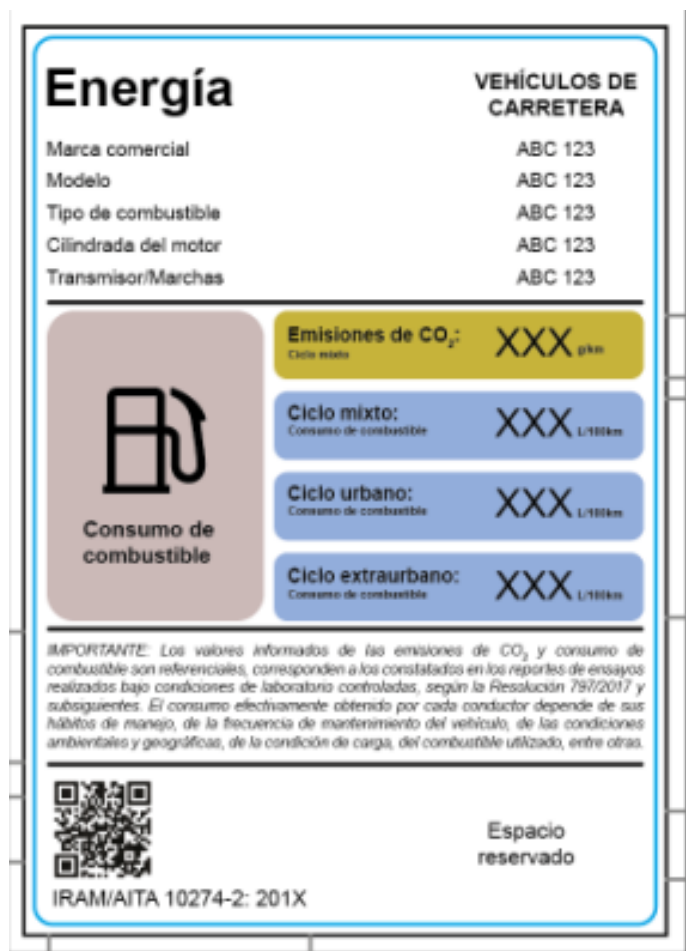 Energía
VEHÍCULOS DE
CARRETERA
Marca comercial ABC 123
Modelo ABC 123
Tipo de combustible ABC 123
Cilindrada del motor ABC 123
Transmisor/Marchas ABC 123
Consumo de
combustible
Emisiones de CO₂: XXX g/km
Ciclo mixto
Ciclo mixto: XXX L/100km
Consumo de combustible
Ciclo urbano: XXX L/100km
Consumo de combustible
Ciclo extraurbano: XXX L/100km
Consumo de combustible
IMPORTANTE: Los valores informados de las emisiones de CO₂ y consumo de
combustible son referenciales, corresponden a los constatados en los reportes de ensayos
realizados bajo condiciones de laboratorio controladas, según la Resolución 797/2017 y
subsiguientes. El consumo efectivamente obtenido por cada conductor depende de sus
hábitos de manejo, de la frecuencia de mantenimiento del vehículo, de las condiciones
ambientales y geográficas, de la condición de carga, del combustible utilizado, entre otras.
Espacio
reservado
IRAM/AITA 10274-2: 201X